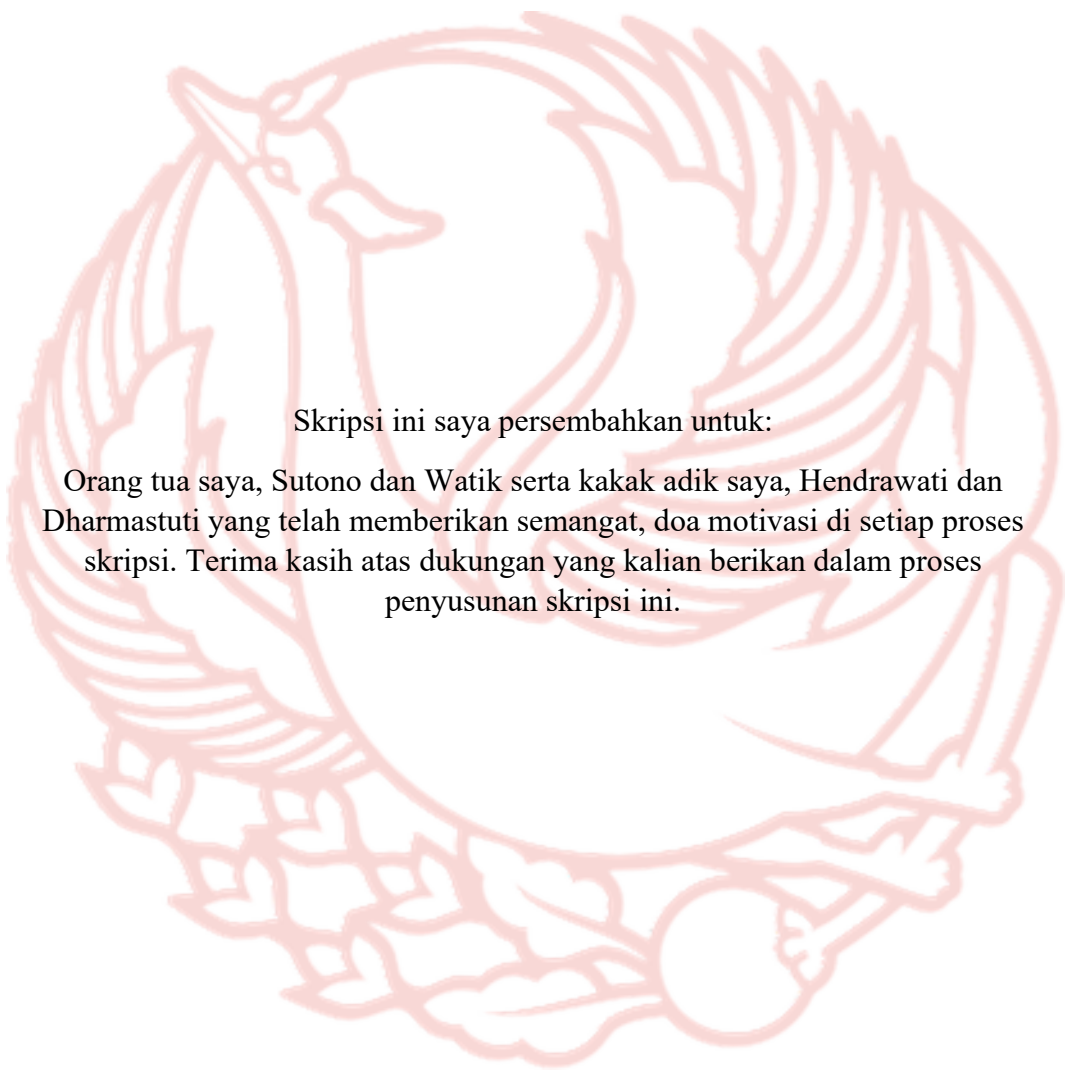 Skripsi ini saya persembahkan untuk:
Orang tua saya, Sutono dan Watik serta kakak adik saya, Hendrawati dan
Dharmastuti yang telah memberikan semangat, doa motivasi di setiap proses
skripsi. Terima kasih atas dukungan yang kalian berikan dalam proses
penyusunan skripsi ini.